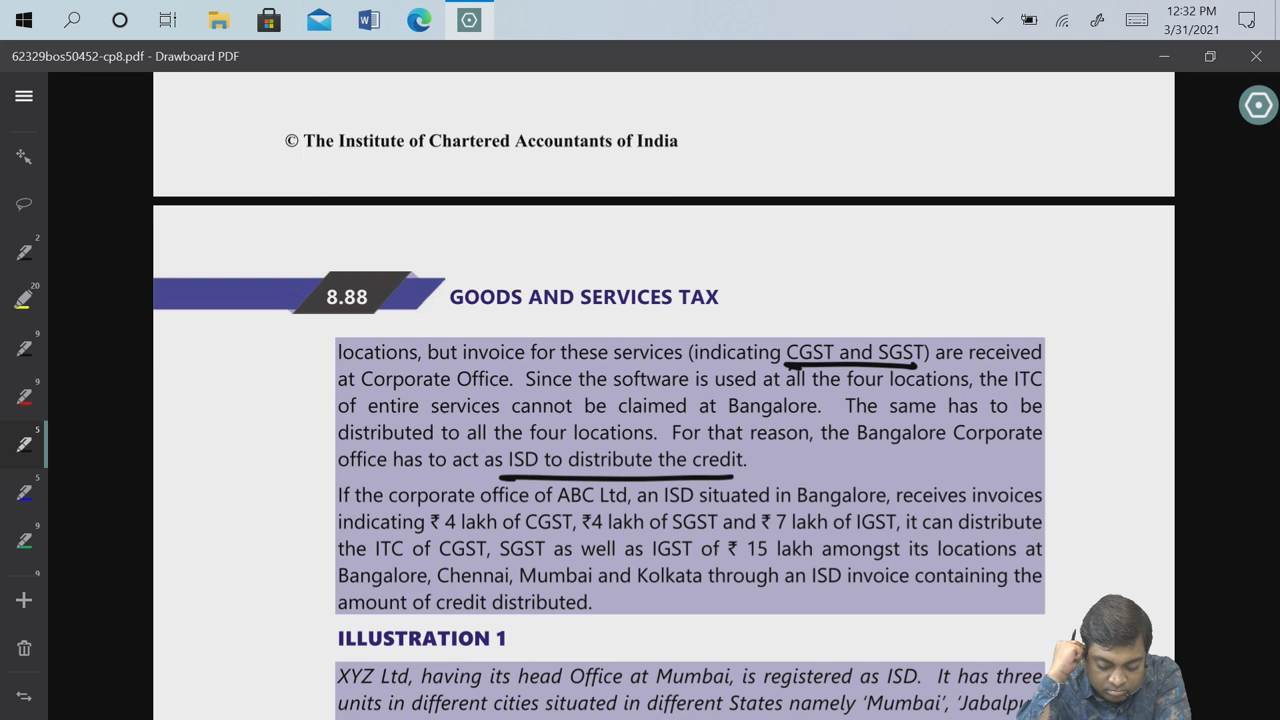 12:32 PM
3/31/2021
62329bos50452-cp8.pdf - Drawboard PDF
2
20
9
9
5
5
9
9
© The Institute of Chartered Accountants of India
8.88 GOODS AND SERVICES TAX
locations, but invoice for these services (indicating CGST and SGST) are received
at Corporate Office. Since the software is used at all the four locations, the ITC
of entire services cannot be claimed at Bangalore. The same has to be
distributed to all the four locations. For that reason, the Bangalore Corporate
office has to act as ISD to distribute the credit.
If the corporate office of ABC Ltd, an ISD situated in Bangalore, receives invoices
indicating ₹ 4 lakh of CGST, ₹4 lakh of SGST and ₹ 7 lakh of IGST, it can distribute
the ITC of CGST, SGST as well as IGST of ₹ 15 lakh amongst its locations at
Bangalore, Chennai, Mumbai and Kolkata through an ISD invoice containing the
amount of credit distributed.
ILLUSTRATION 1
XYZ Ltd, having its head Office at Mumbai, is registered as ISD. It has three
units in different cities situated in different States namely ‘Mumbai’, ‘Jabalpu